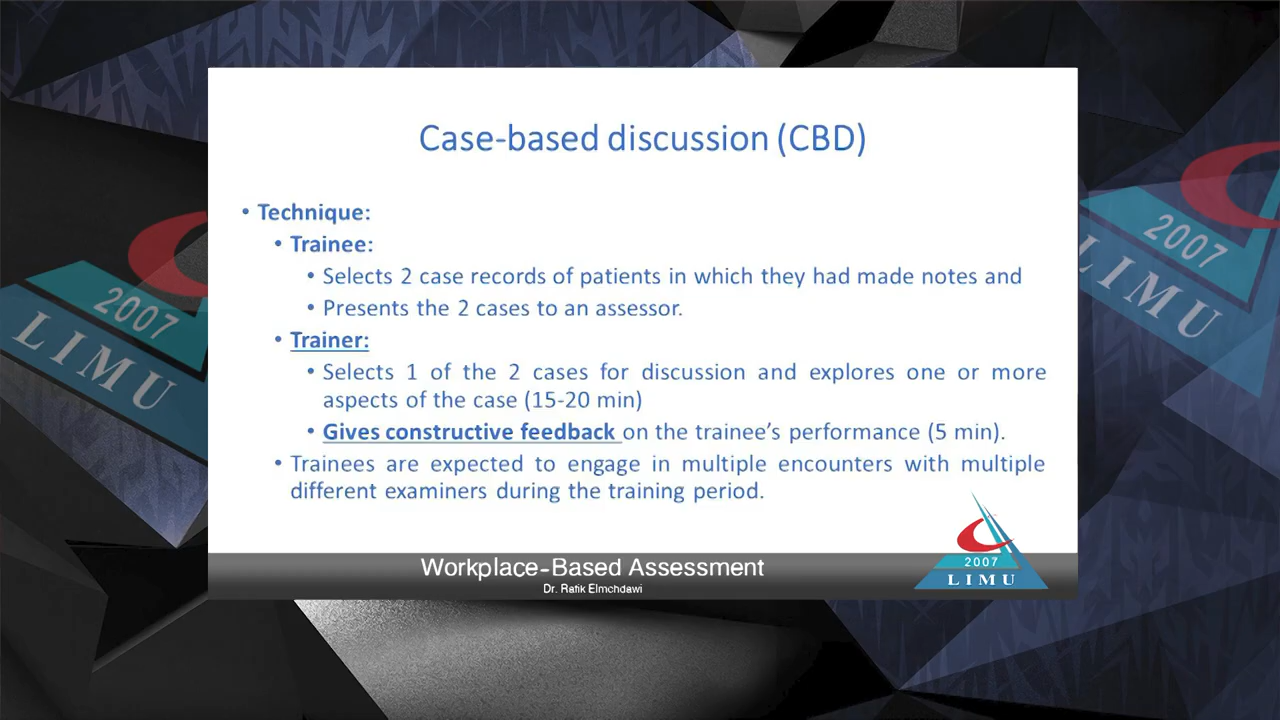 Case-based discussion (CBD)
• Technique:
• Trainee:
• Selects 2 case records of patients in which they had made notes and
• Presents the 2 cases to an assessor.
• Trainer:
• Selects 1 of the 2 cases for discussion and explores one or more
aspects of the case (15-20 min)
• Gives constructive feedback on the trainee’s performance (5 min).
• Trainees are expected to engage in multiple encounters with multiple
different examiners during the training period.
Workplace-Based Assessment
Dr. Rafik Elmehdawi
2007
LIMU
2007
LIMU
2007
LIMU